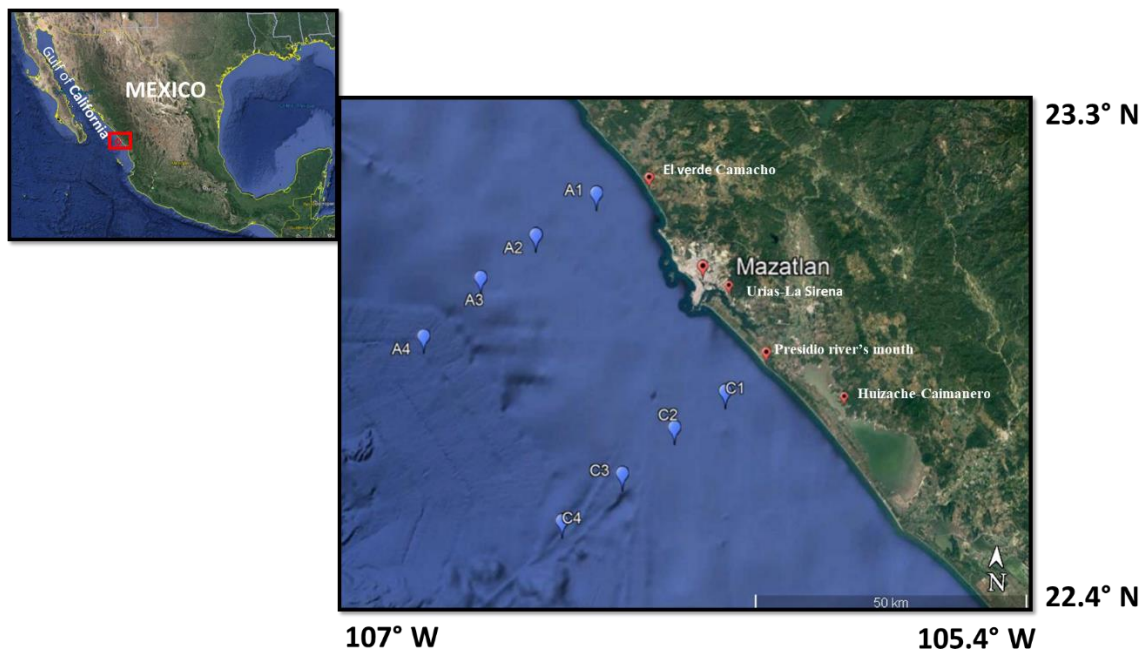 Gulf of California
MEXICO
23.3° N
El verde Camacho
A1
A2
Mazatlan
A3
Urias-La Sirena
A4
Presidio river's month
C1
Huizache-Caimanero
C2
C3
C4
N
50 km
22.4° N
107° W
105.4° W